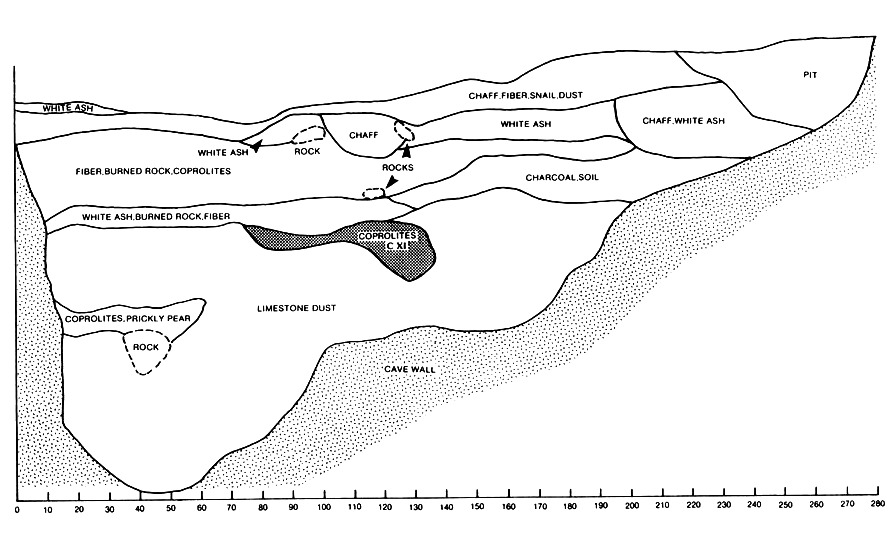 PIT
CHAFF, FIBER, SNAIL, DUST
WHITE ASH
WHITE ASH
CHAFF, WHITE ASH
CHAFF
WHITE ASH
ROCK
ROCKS
FIBER, BURNED ROCK, COPROLITES
CHARCOAL, SOIL
WHITE ASH, BURNED ROCK, FIBER
COPROLITES
C XI
LIMESTONE DUST
COPROLITES, PRICKLY PEAR
ROCK
CAVE WALL
0 10 20 30 40 50 60 70 80 90 100 110 120 130 140 150 160 170 180 190 200 210 220 230 240 250 260 270 280